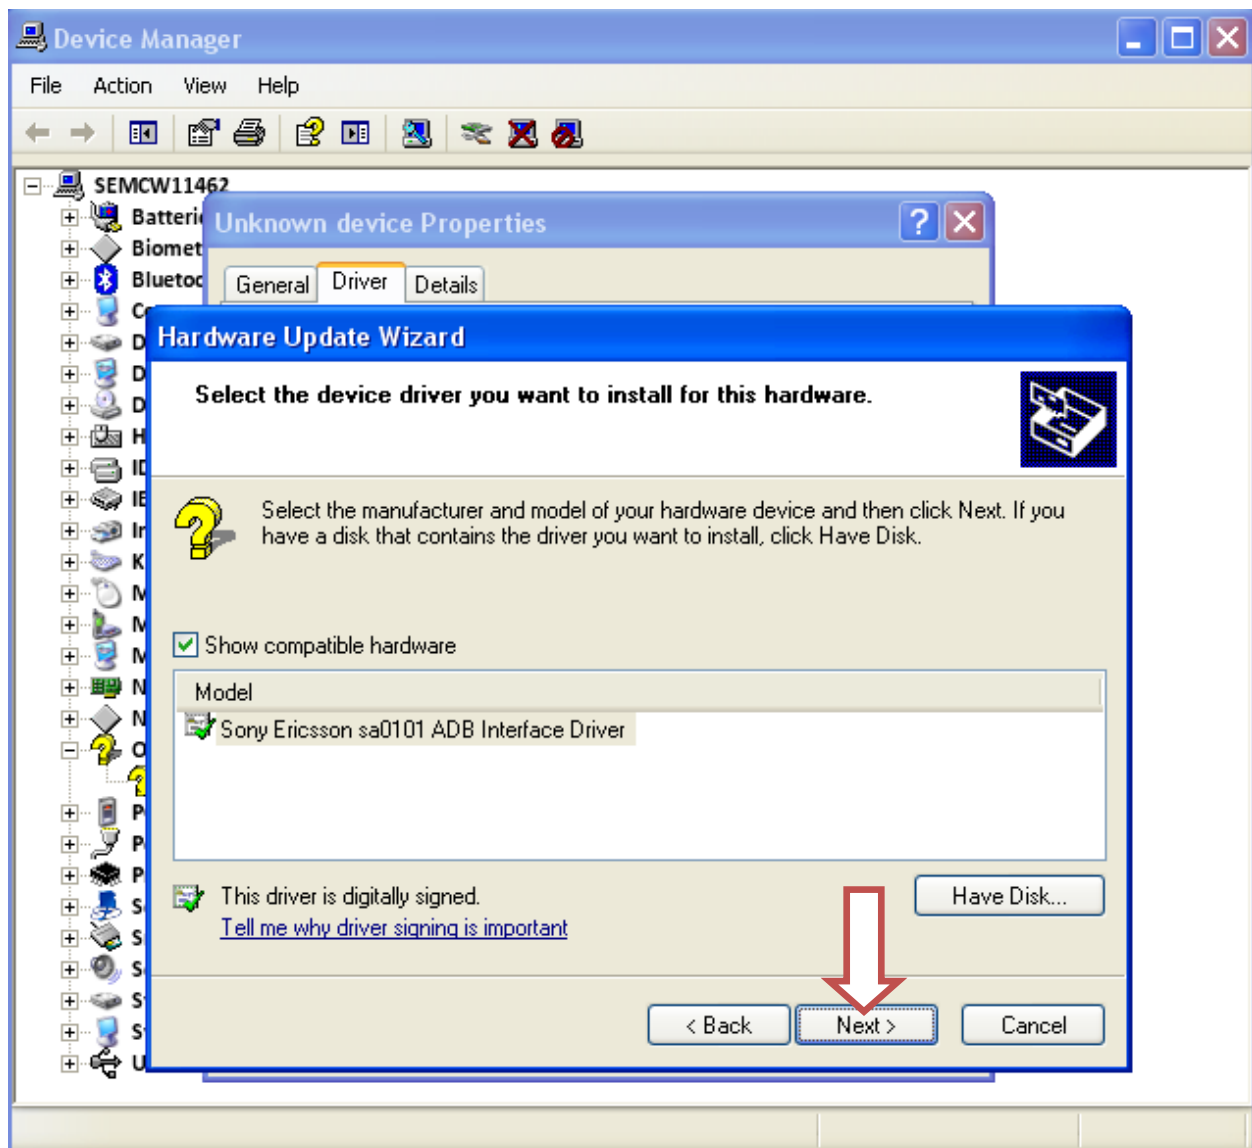 Device Manager
File Action View Help
SEMCW11462
Batterie
Unknown device Properties
Biomet
Bluetoc
General Driver Details
Hardware Update Wizard
Select the device driver you want to install for this hardware.
Select the manufacturer and model of your hardware device and then click Next. If you
have a disk that contains the driver you want to install, click Have Disk.
Show compatible hardware
Model
Sony Ericsson sa0101 ADB Interface Driver
This driver is digitally signed.
Have Disk...
Tell me why driver signing is important
< Back Next > Cancel